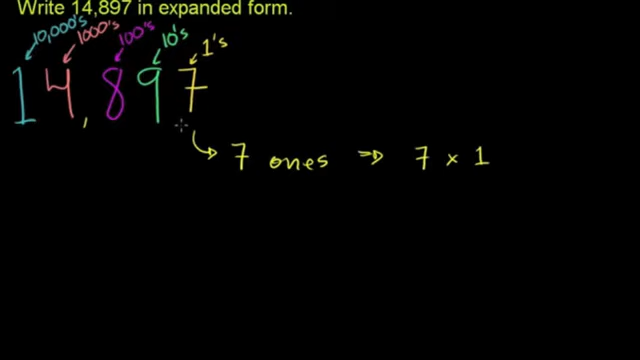 Write 14,897 in expanded form.
10,000's 1000's 100's 10's 1's
14,897
7 ones ⇒ 7 × 1